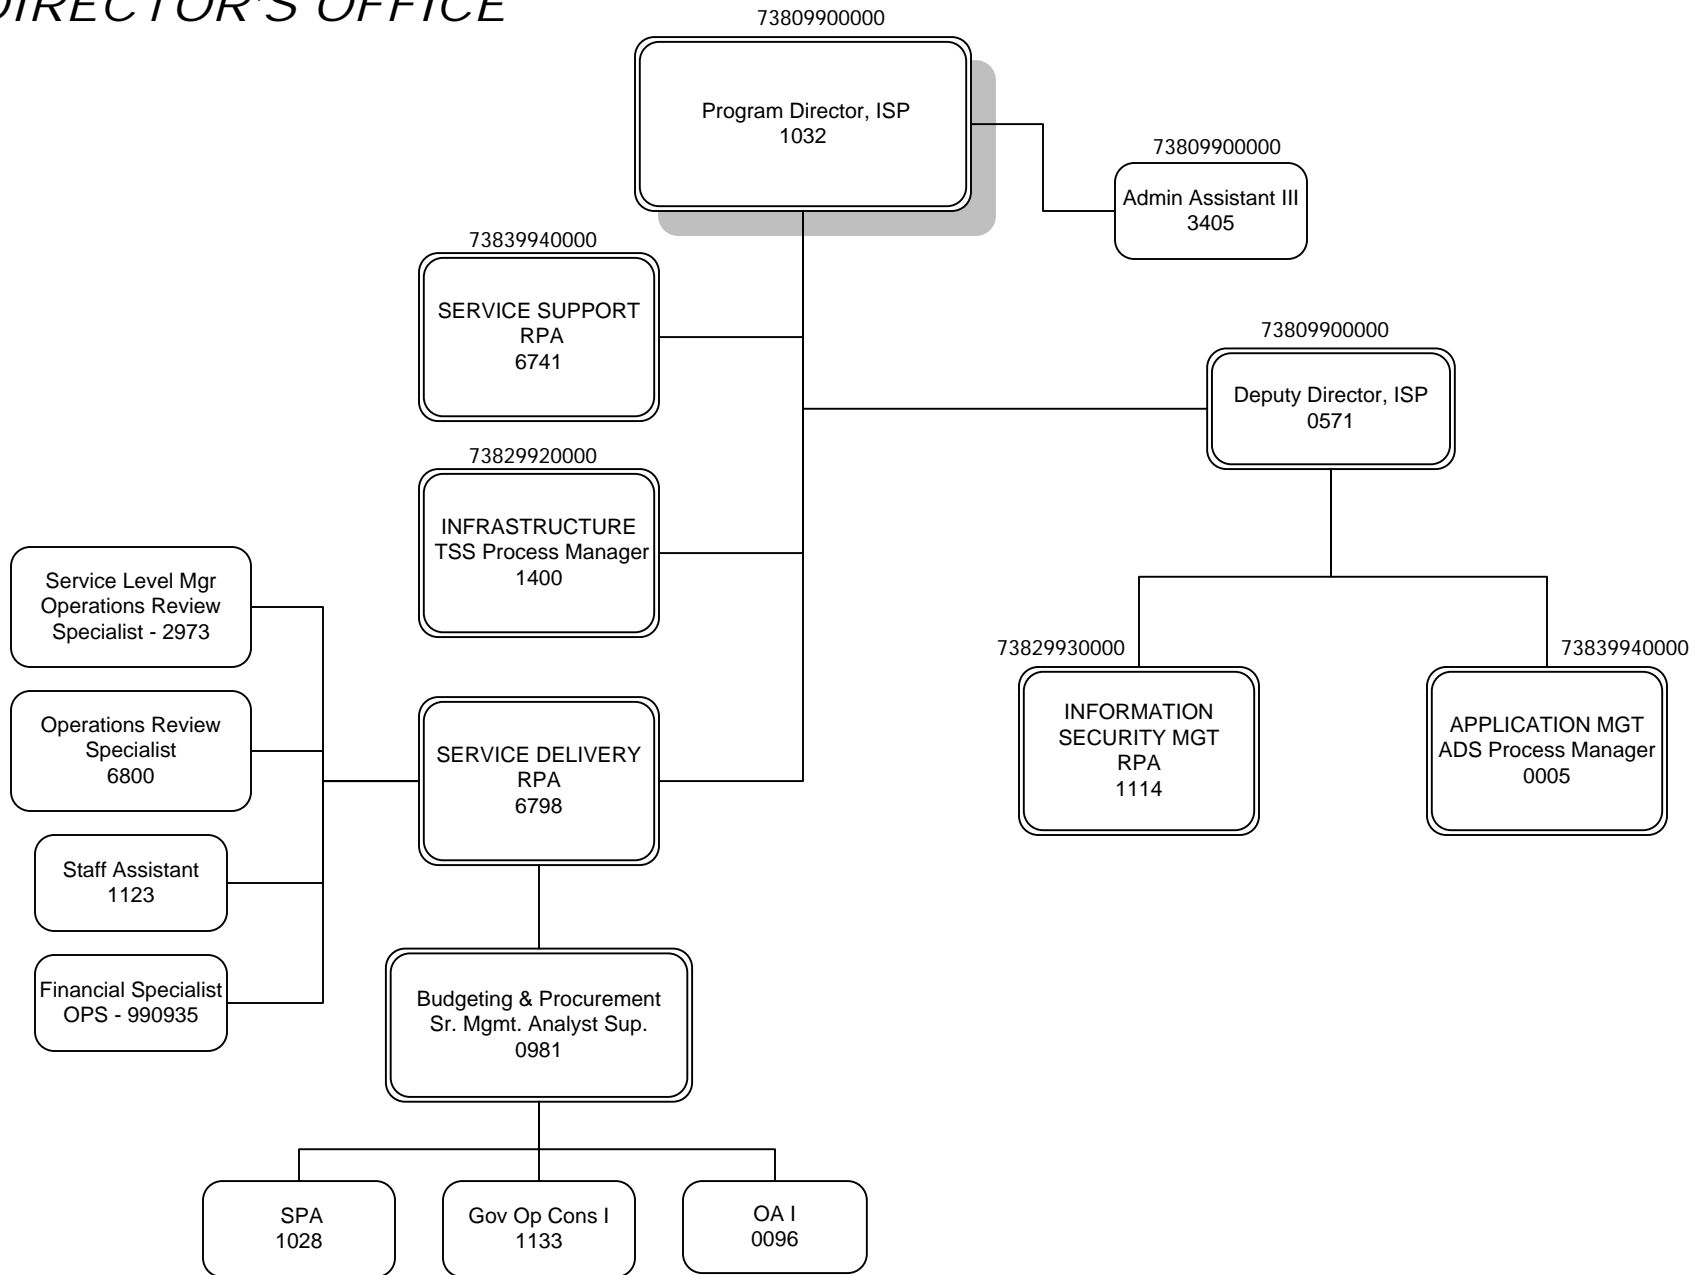 DIRECTOR'S OFFICE
73809900000
Program Director, ISP
1032
73809900000
Admin Assistant III
3405
73839940000
SERVICE SUPPORT
RPA
6741
73809900000
Deputy Director, ISP
0571
73829920000
INFRASTRUCTURE
TSS Process Manager
1400
Service Level Mgr
Operations Review
Specialist - 2973
Operations Review
Specialist
6800
Staff Assistant
1123
Financial Specialist
OPS - 990935
SERVICE DELIVERY
RPA
6798
73829930000
INFORMATION
SECURITY MGT
RPA
1114
73839940000
APPLICATION MGT
ADS Process Manager
0005
Budgeting & Procurement
Sr. Mgmt. Analyst Sup.
0981
SPA
1028
Gov Op Cons I
1133
OA I
0096